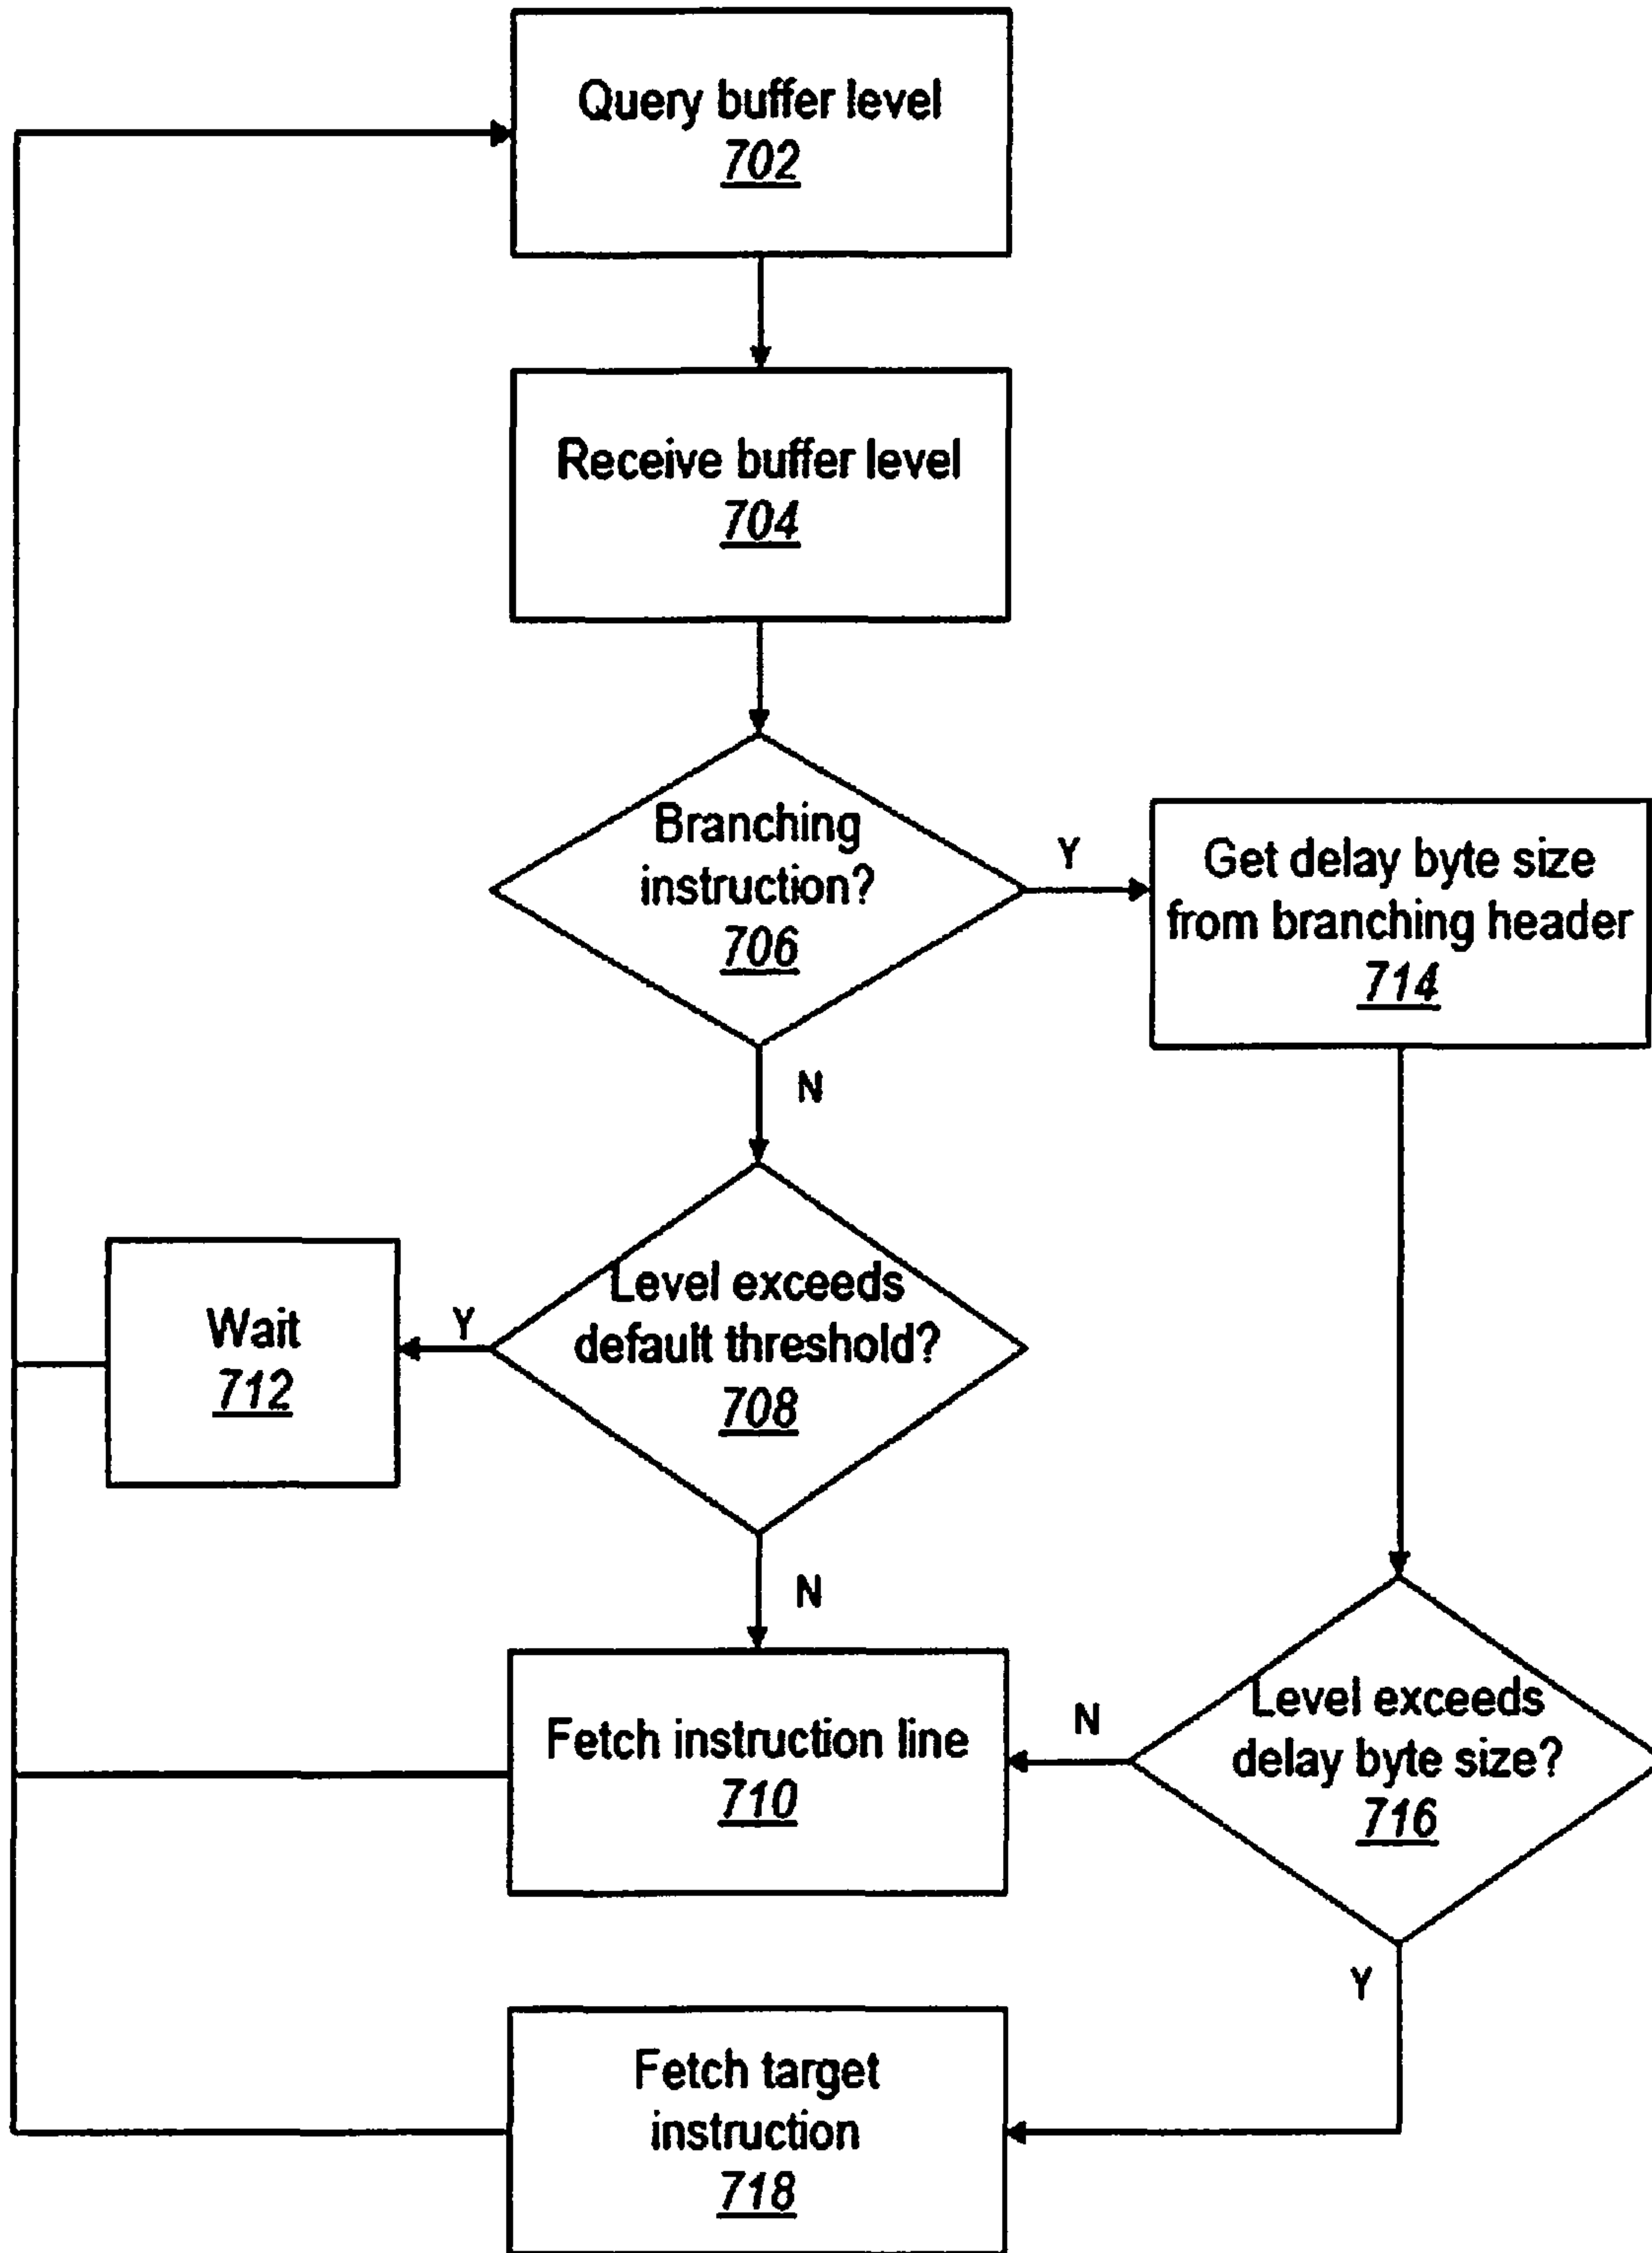 Query buffer level
702
Receive buffer level
704
Branching
instruction?
706
Y
Get delay byte size
from branching header
714
N
Level exceeds
default threshold?
708
Y
Wait
712
N
Fetch instruction line
710
N
Level exceeds
delay byte size?
716
Y
Fetch target
instruction
718